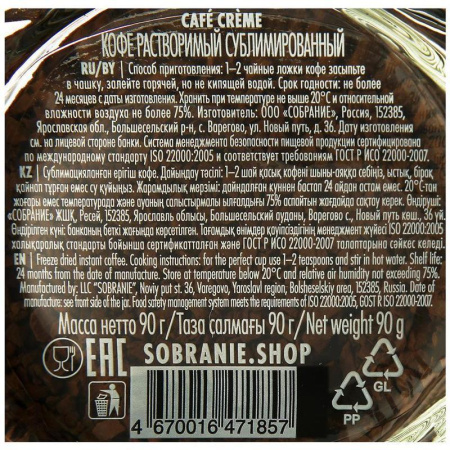 CAFÉ CRÈME
КОФЕ РАСТВОРИМЫЙ СУБЛИМИРОВАННЫЙ
RU/BY | Способ приготовления: 1–2 чайные ложки кофе засыпьте
в чашку, залейте горячей, но не кипящей водой. Срок годности: не более
24 месяцев с даты изготовления. Хранить при температуре не выше 20°С и относительной
влажности воздуха не более 75%. Изготовитель: ООО «СОБРАНИЕ», Россия, 152385,
Ярославская обл., Большесельский р-н, с. Варегово, ул. Новый путь, д. 36. Дату изготовления
см. на лицевой стороне банки. Система менеджмента безопасности пищевой продукции сертифицирована
по международному стандарту ISO 22000:2005 и соответствует требованиям ГОСТ Р ИСО 22000-2007
KZ | Сублимацияланған ерігіш кофе. Дайындау тәсілі: 1–2 шай қасық кофені шыны-аяққа себіңіз, ыстық, бірақ
қайнап тұрған емес су құйыңыз. Жарамдылық мерзімі: дайындалған күннен бастап 24 айдан астам емес. 20°С-тан
жоғары емес температурада және ауаның салыстырмалы ылғалдылығы 75% аспайтын жағдайда сақтау керек. Өндіруші:
«СОБРАНИЕ» ЖШҚ, Ресей, 152385, Ярославль облысы, Большесельский ауданы, Варегово с., Новый путь көш., 36 үй.
Өндірілген күні: банканың беткі жағында көрсетілген. Тағамдық өнімдер қауіпсіздігінің менеджмент жүйесі ISO 22000:2005
халықаралық стандарты бойынша сертификатталған және ГОСТ Р ИСО 22000-2007 талаптарына сәйкес келеді.
EN | Freeze dried instant coffee. Cooking instructions: for the perfect cup use 1–2 teaspoons and stir in hot water. Shelf life:
24 months from the date of manufacture. Store at temperature below 20°C and relative air humidity not exceeding 75%.
Manufactured by: LLC "SOBRANIE", Noviy put st. 36, Varegovo, Yaroslavl region, Bolsheselskiy area, 152385, Russia. Date of
manufacture: see front side of the jar. Food safety management system meets the requirements of ISO 22000:2005, GOST R ISO 22000-2007.
Масса нетто 90 г/Таза салмағы 90 г/Net weight 90 g
EAC SOBRANIE.SHOP
4 670016 471857
PP
GL